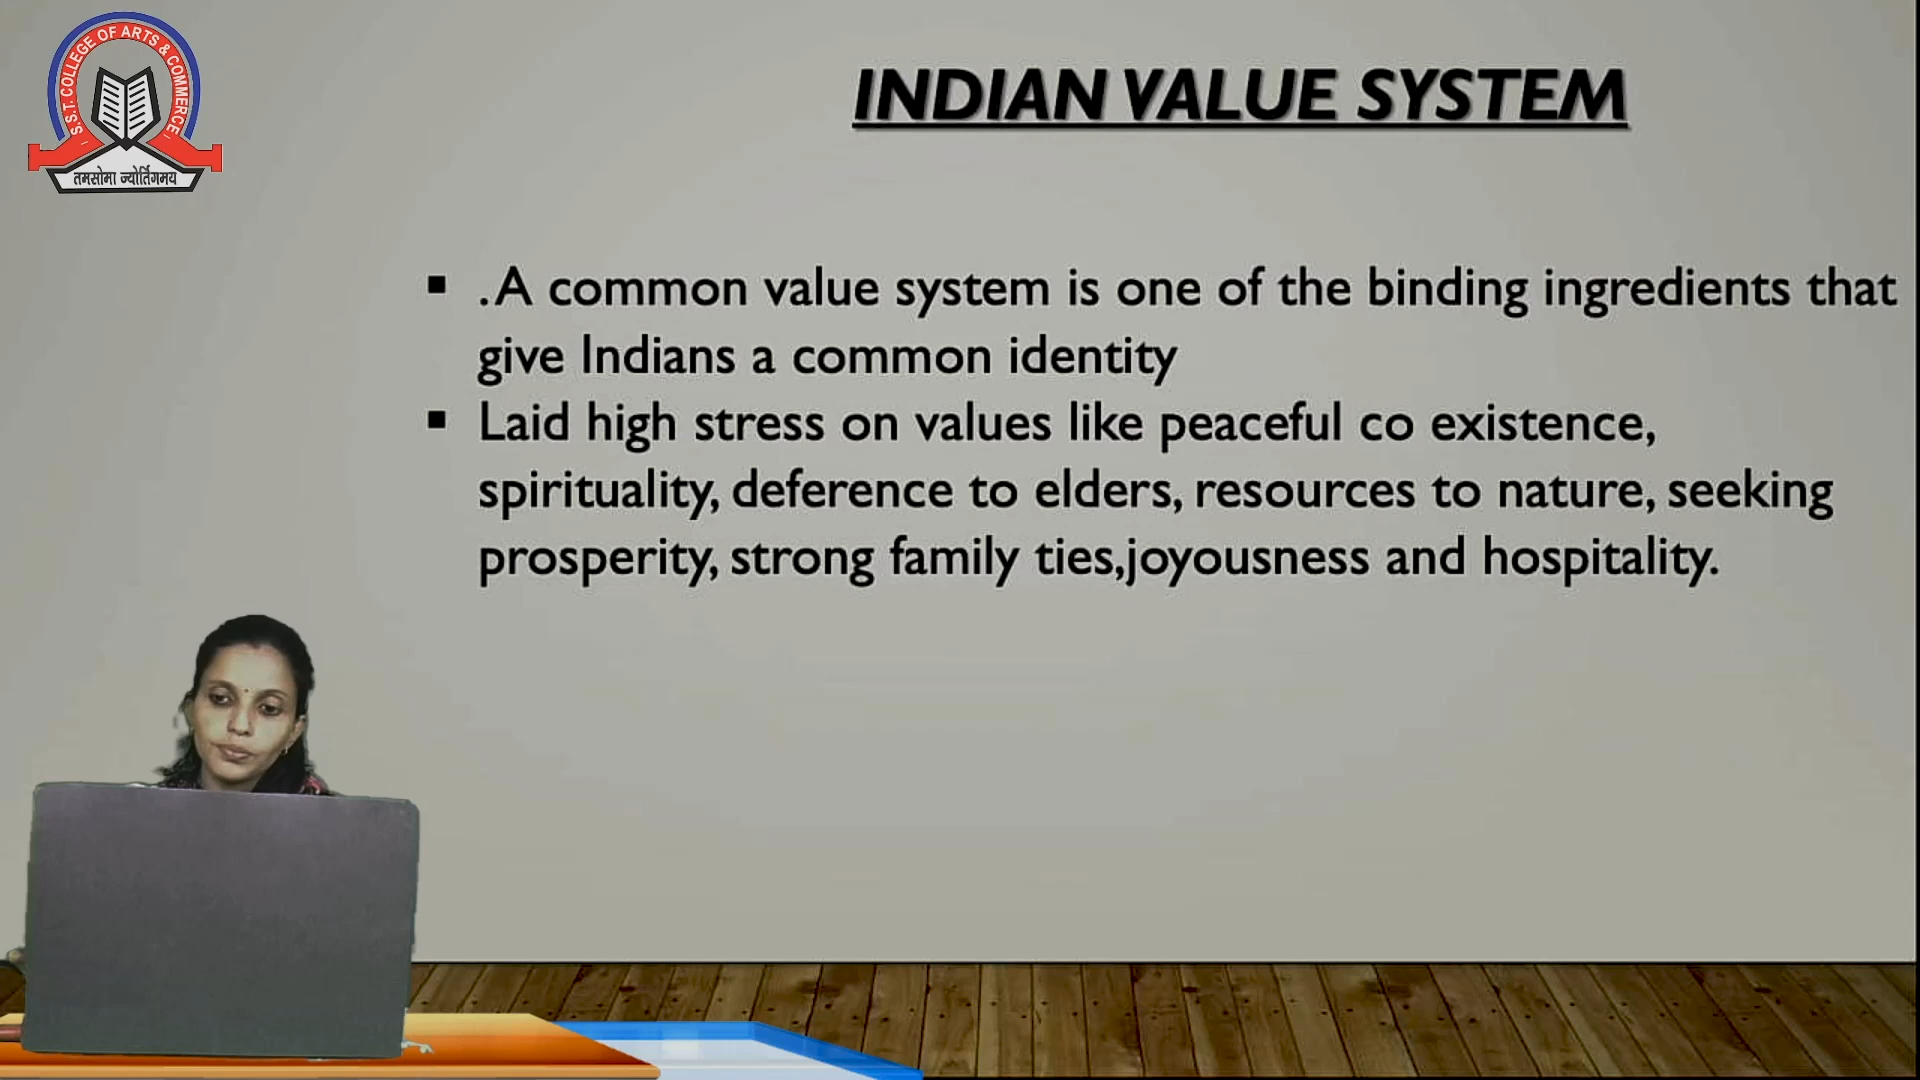 S.S.T. COLLEGE OF ARTS & COMMERCE
तमसोमा ज्योर्तिगमय
INDIAN VALUE SYSTEM
▪ .A common value system is one of the binding ingredients that
give Indians a common identity
▪ Laid high stress on values like peaceful co existence,
spirituality, deference to elders, resources to nature, seeking
prosperity, strong family ties,joyousness and hospitality.